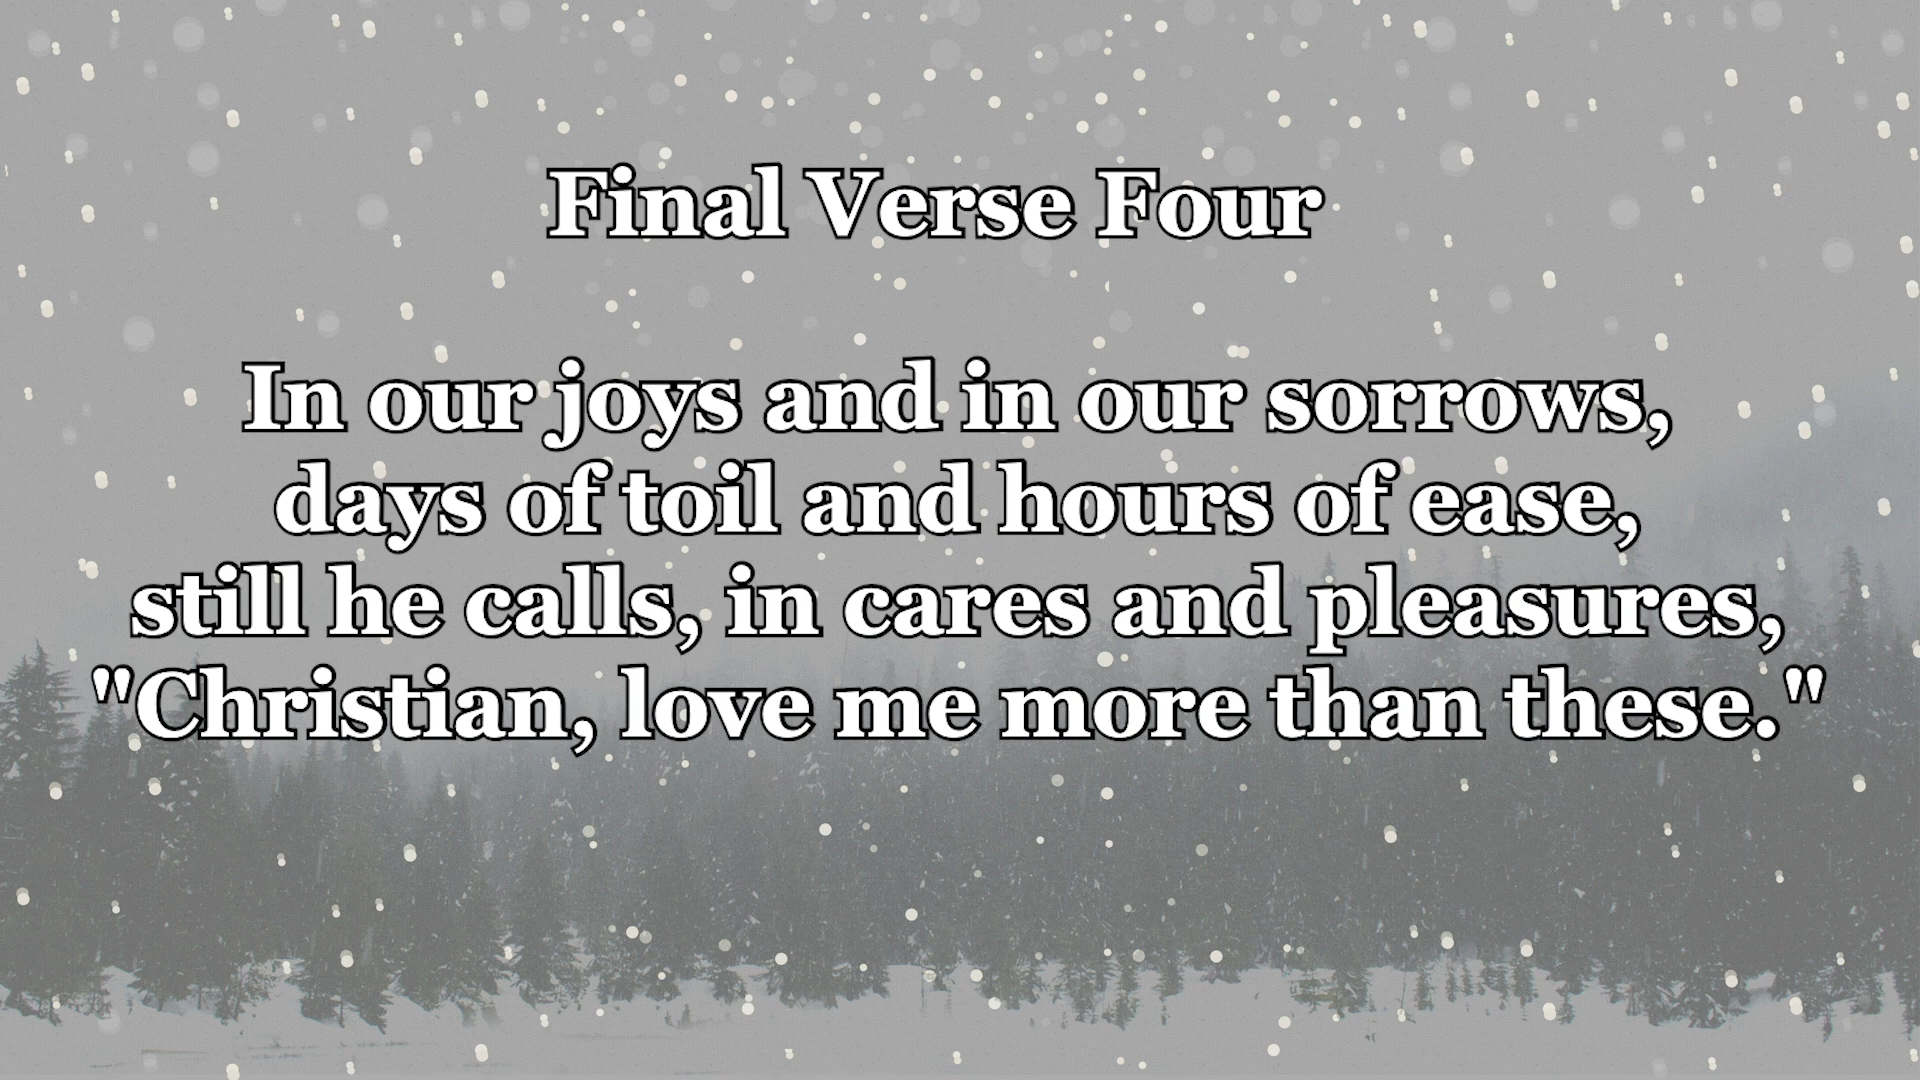 Final Verse Four
In our joys and in our sorrows,
days of toil and hours of ease,
still he calls, in cares and pleasures,
"Christian, love me more than these."